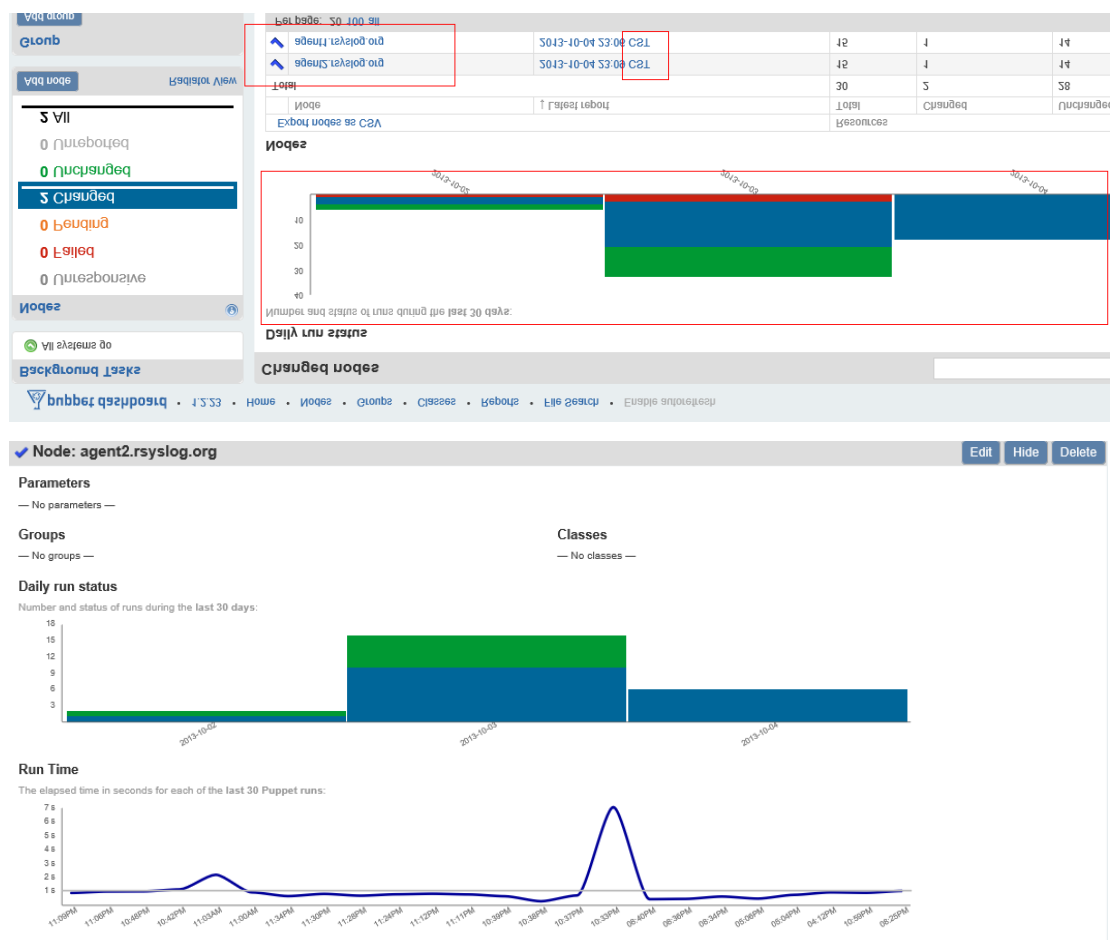 puppet dashboard • 1.2.23 • Home • Nodes • Groups • Classes • Reports • File Search • Enable autorefresh
Background Tasks
All systems go
Nodes
0 Unresponsive
0 Failed
0 Pending
2 Changed
0 Unchanged
0 Unreported
2 All
Add node Radiator View
Group
Add group
Changed nodes
Daily run status
Number and status of runs during the last 30 days:
40
30
20
10
2013-10-02 2013-10-03 2013-10-04
Nodes
Export nodes as CSV Resources
Node ↓ Latest report Total Changed Unchanged
Total 30 2 28
agent2.rsyslog.org 2013-10-04 23:09 CST 15 1 14
agent1.rsyslog.org 2013-10-04 23:06 CST 15 1 14
Per page: 20 100 all
Node: agent2.rsyslog.org Edit Hide Delete
Parameters
— No parameters —
Groups Classes
— No groups — — No classes —
Daily run status
Number and status of runs during the last 30 days:
18
15
12
9
6
3
2013-10-02 2013-10-03 2013-10-04
Run Time
The elapsed time in seconds for each of the last 30 Puppet runs:
7 s
6 s
5 s
4 s
3 s
2 s
1 s
11:09PM 11:06PM 10:48PM 10:42PM 11:03AM 11:00AM 11:34PM 11:30PM 11:28PM 11:24PM 11:12PM 11:11PM 10:39PM 10:38PM 10:37PM 10:33PM 08:40PM 08:36PM 08:34PM 05:06PM 05:04PM 04:12PM 10:59PM 08:25PM